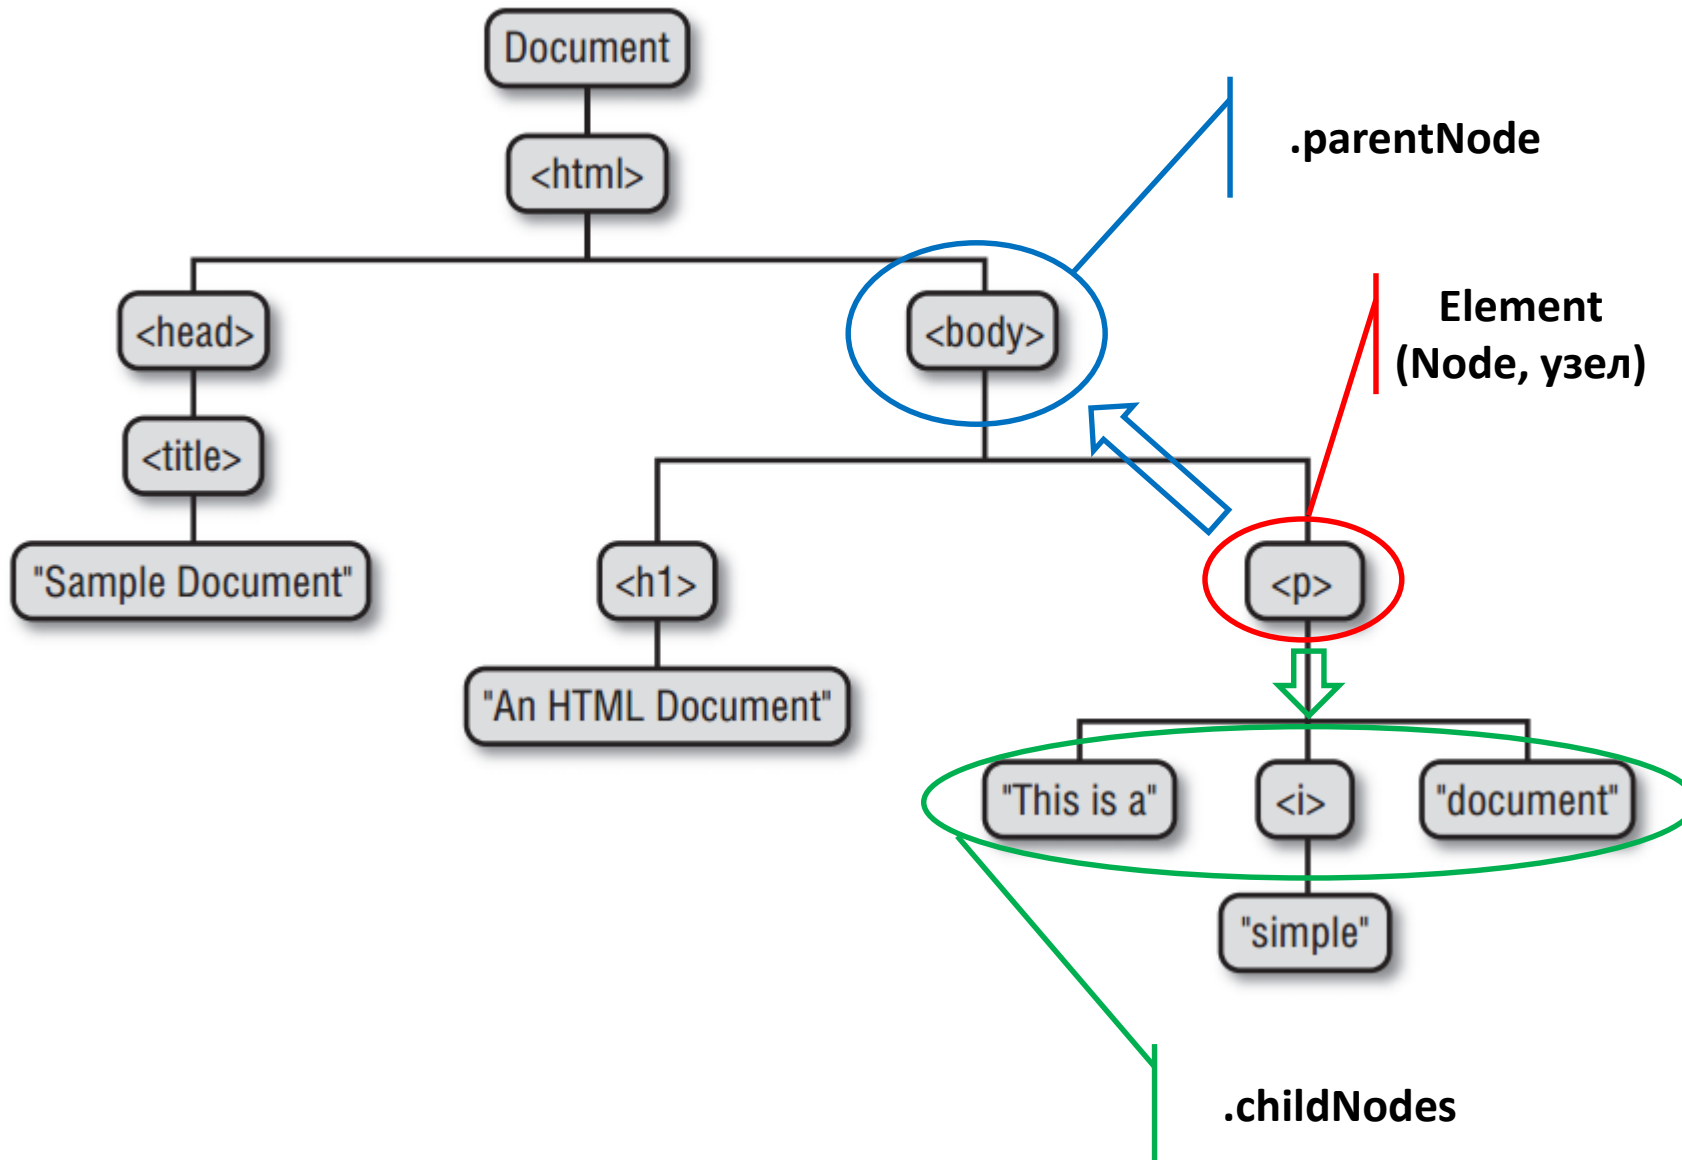 Document
.parentNode
<html>
Element
(Node, узел)
<head>
<body>
<title>
"Sample Document"
<h1>
<p>
"An HTML Document"
"This is a"
<i>
"document"
"simple"
.childNodes